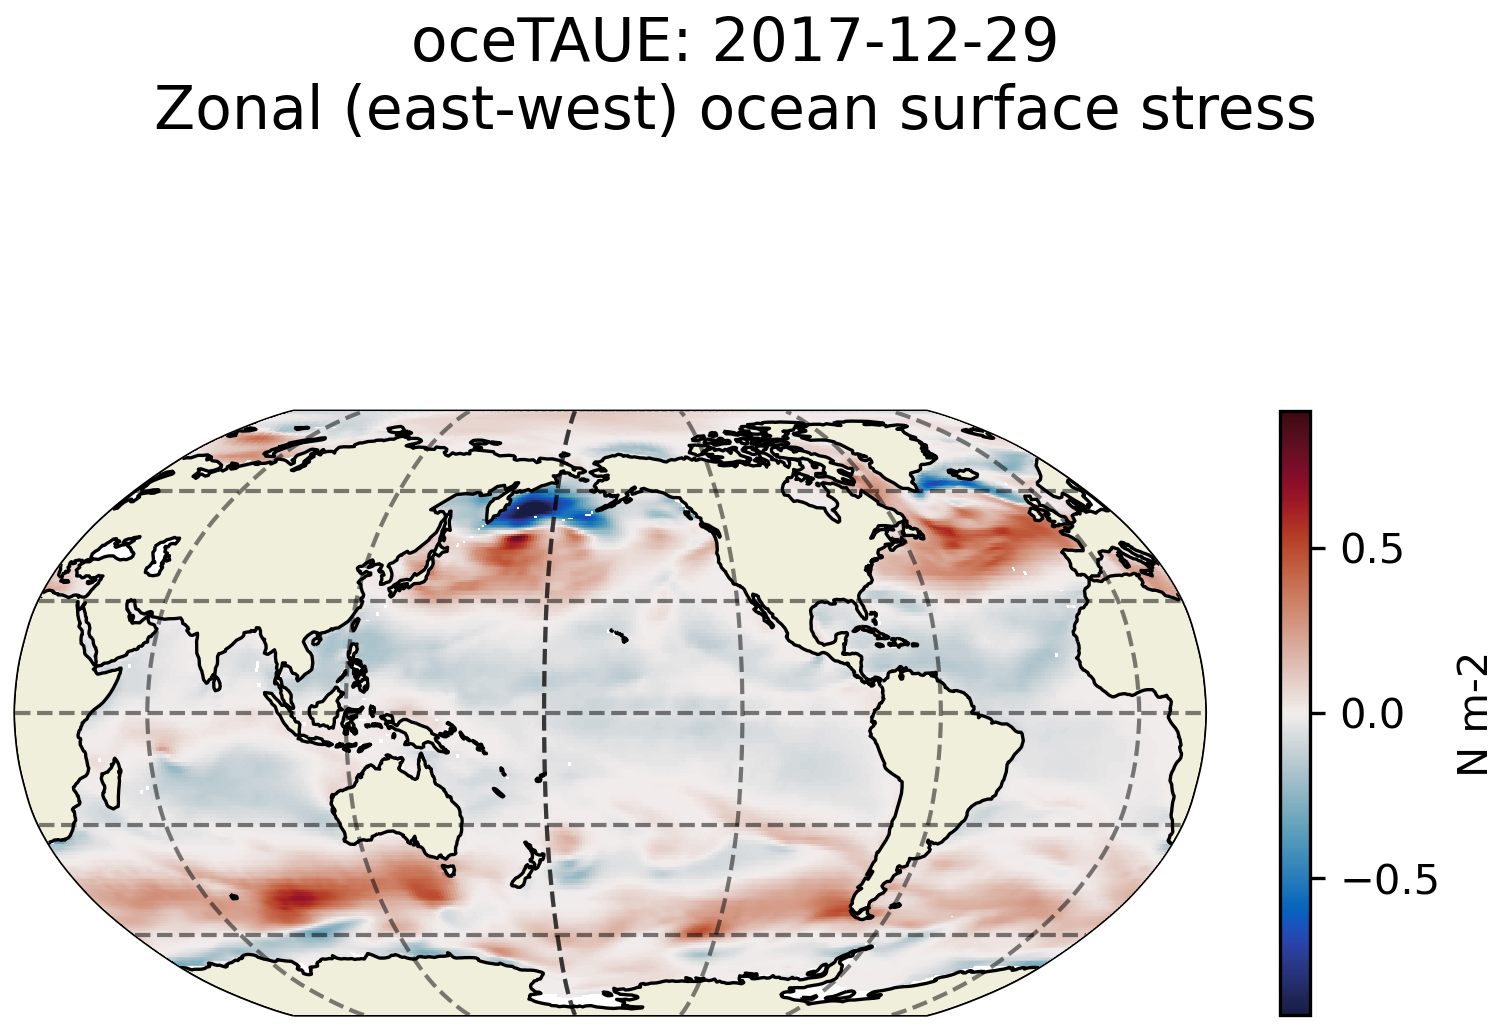 oceTAUE: 2017-12-29
Zonal (east-west) ocean surface stress
0.5
0.0
−0.5
N m-2